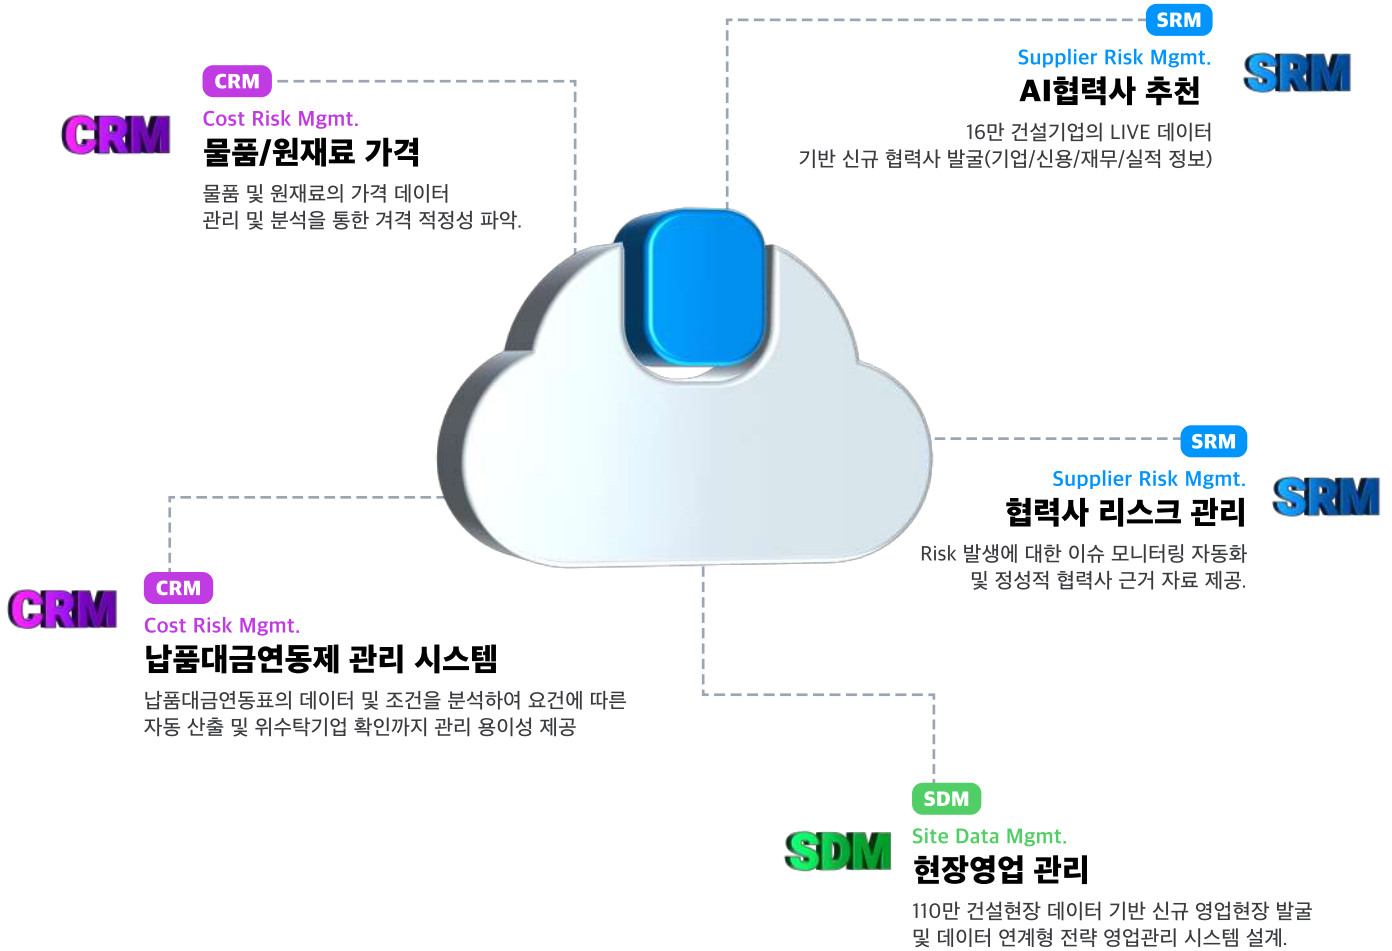 SRM
Supplier Risk Mgmt.
AI협력사 추천
SRM
16만 건설기업의 LIVE 데이터
기반 신규 협력사 발굴(기업/신용/재무/실적 정보)
CRM
Cost Risk Mgmt.
CRM
물품/원재료 가격
물품 및 원재료의 가격 데이터
관리 및 분석을 통한 겨격 적정성 파악.
SRM
Supplier Risk Mgmt.
협력사 리스크 관리
SRM
Risk 발생에 대한 이슈 모니터링 자동화
및 정성적 협력사 근거 자료 제공.
CRM
CRM
Cost Risk Mgmt.
납품대금연동제 관리 시스템
납품대금연동표의 데이터 및 조건을 분석하여 요건에 따른
자동 산출 및 위수탁기업 확인까지 관리 용이성 제공
SDM
Site Data Mgmt.
SDM
현장영업 관리
110만 건설현장 데이터 기반 신규 영업현장 발굴
및 데이터 연계형 전략 영업관리 시스템 설계.